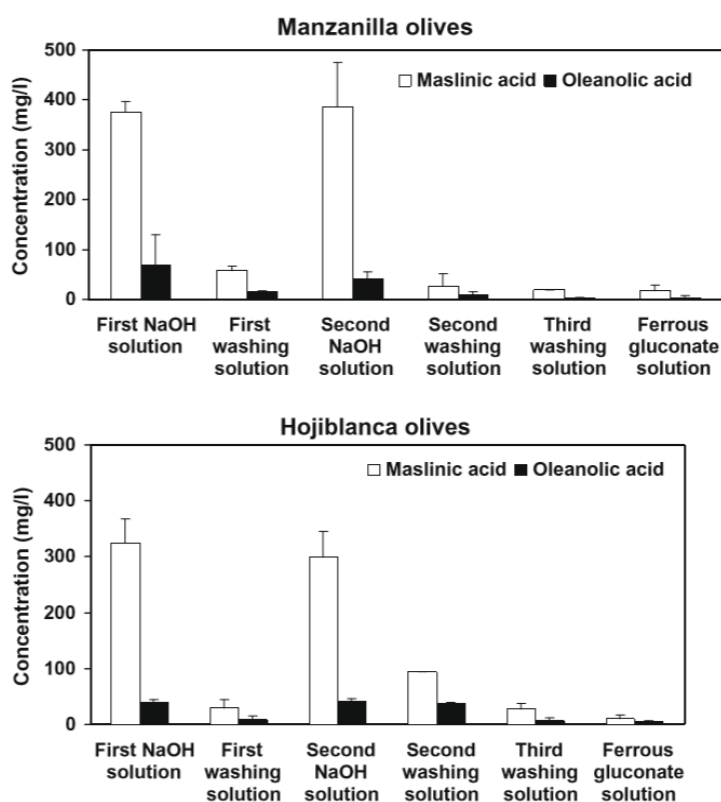 Manzanilla olives
Concentration (mg/l)
500
400
300
200
100
0
Maslinic acid
Oleanolic acid
First NaOH
solution
First
washing
solution
Second
NaOH
solution
Second
washing
solution
Third
washing
solution
Ferrous
gluconate
solution
Hojiblanca olives
Concentration (mg/l)
500
400
300
200
100
0
Maslinic acid
Oleanolic acid
First NaOH
solution
First
washing
solution
Second
NaOH
solution
Second
washing
solution
Third
washing
solution
Ferrous
gluconate
solution